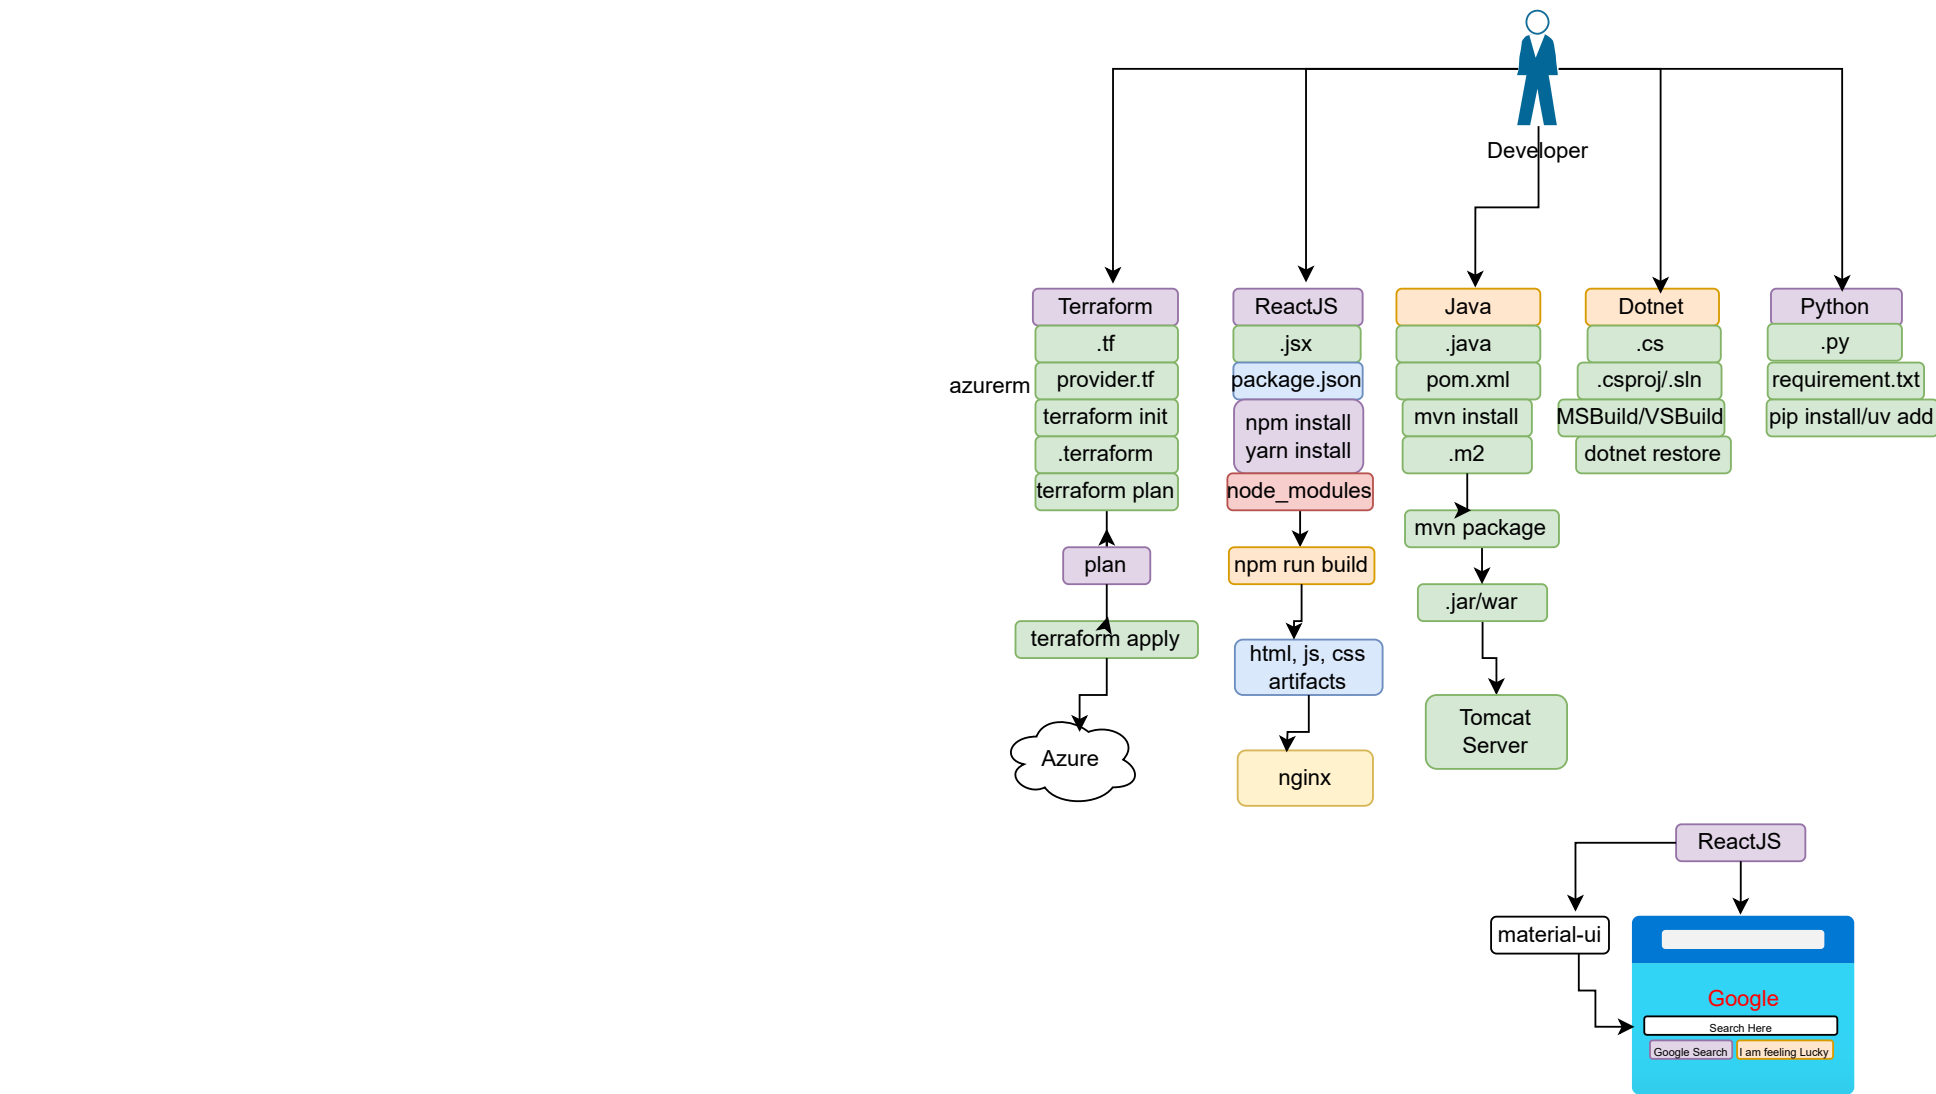 Developer
Terraform
.tf
azurerm
provider.tf
terraform init
.terraform
terraform plan
plan
terraform apply
Azure
ReactJS
.jsx
package.json
npm install
yarn install
node_modules
npm run build
html, js, css
artifacts
nginx
Java
.java
pom.xml
mvn install
.m2
mvn package
.jar/war
Tomcat
Server
Dotnet
.cs
.csproj/.sln
MSBuild/VSBuild
dotnet restore
Python
.py
requirement.txt
pip install/uv add
ReactJS
material-ui
Google
Search Here
Google Search
I am feeling Lucky